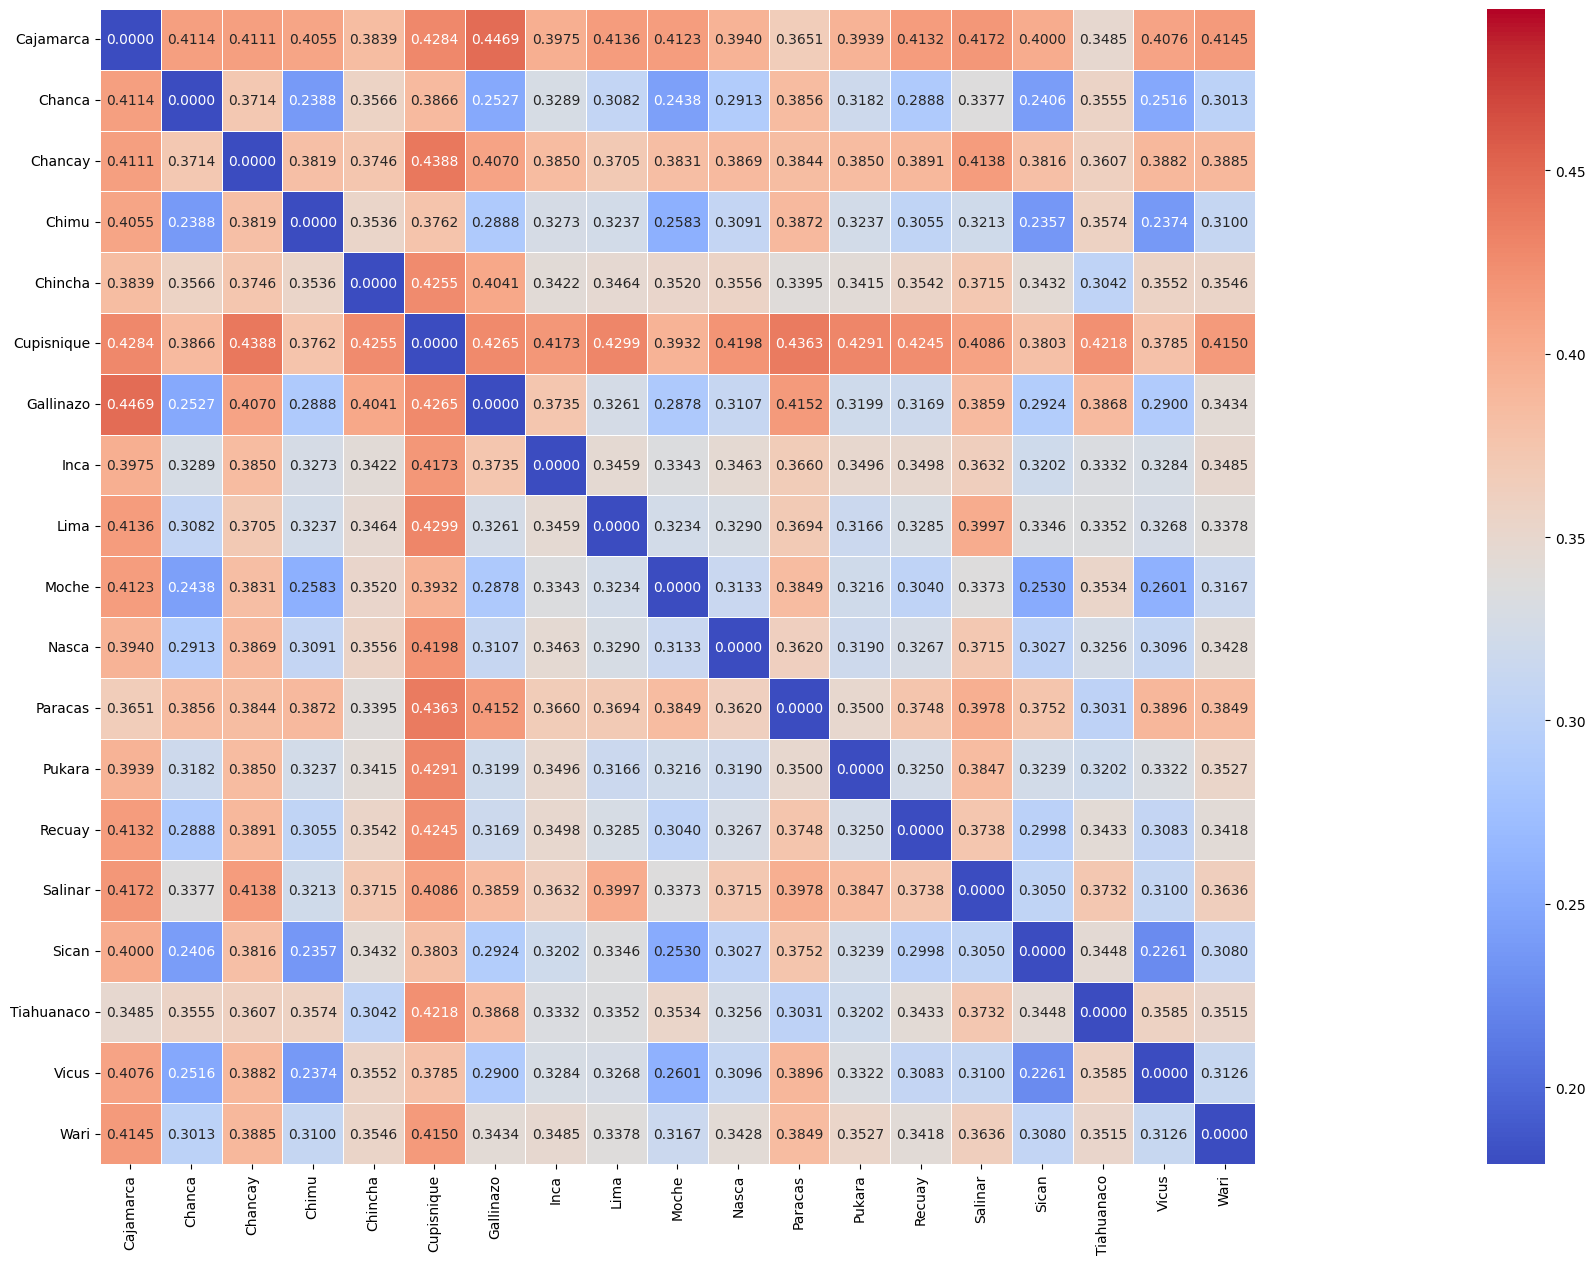 Cajamarca 0.0000 0.4114 0.4111 0.4055 0.3839 0.4284 0.4469 0.3975 0.4136 0.4123 0.3940 0.3651 0.3939 0.4132 0.4172 0.4000 0.3485 0.4076 0.4145
Chanca 0.4114 0.0000 0.3714 0.2388 0.3566 0.3866 0.2527 0.3289 0.3082 0.2438 0.2913 0.3856 0.3182 0.2888 0.3377 0.2406 0.3555 0.2516 0.3013
Chancay 0.4111 0.3714 0.0000 0.3819 0.3746 0.4388 0.4070 0.3850 0.3705 0.3831 0.3869 0.3844 0.3850 0.3891 0.4138 0.3816 0.3607 0.3882 0.3885
0.45
Chimu 0.4055 0.2388 0.3819 0.0000 0.3536 0.3762 0.2888 0.3273 0.3237 0.2583 0.3091 0.3872 0.3237 0.3055 0.3213 0.2357 0.3574 0.2374 0.3100
Chincha 0.3839 0.3566 0.3746 0.3536 0.0000 0.4255 0.4041 0.3422 0.3464 0.3520 0.3556 0.3395 0.3415 0.3542 0.3715 0.3432 0.3042 0.3552 0.3546
Cupisnique 0.4284 0.3866 0.4388 0.3762 0.4255 0.0000 0.4265 0.4173 0.4299 0.3932 0.4198 0.4363 0.4291 0.4245 0.4086 0.3803 0.4218 0.3785 0.4150
0.40
Gallinazo 0.4469 0.2527 0.4070 0.2888 0.4041 0.4265 0.0000 0.3735 0.3261 0.2878 0.3107 0.4152 0.3199 0.3169 0.3859 0.2924 0.3868 0.2900 0.3434
Inca 0.3975 0.3289 0.3850 0.3273 0.3422 0.4173 0.3735 0.0000 0.3459 0.3343 0.3463 0.3660 0.3496 0.3498 0.3632 0.3202 0.3332 0.3284 0.3485
Lima 0.4136 0.3082 0.3705 0.3237 0.3464 0.4299 0.3261 0.3459 0.0000 0.3234 0.3290 0.3694 0.3166 0.3285 0.3997 0.3346 0.3352 0.3268 0.3378
0.35
Moche 0.4123 0.2438 0.3831 0.2583 0.3520 0.3932 0.2878 0.3343 0.3234 0.0000 0.3133 0.3849 0.3216 0.3040 0.3373 0.2530 0.3534 0.2601 0.3167
Nasca 0.3940 0.2913 0.3869 0.3091 0.3556 0.4198 0.3107 0.3463 0.3290 0.3133 0.0000 0.3620 0.3190 0.3267 0.3715 0.3027 0.3256 0.3096 0.3428
Paracas 0.3651 0.3856 0.3844 0.3872 0.3395 0.4363 0.4152 0.3660 0.3694 0.3849 0.3620 0.0000 0.3500 0.3748 0.3978 0.3752 0.3031 0.3896 0.3849
0.30
Pukara 0.3939 0.3182 0.3850 0.3237 0.3415 0.4291 0.3199 0.3496 0.3166 0.3216 0.3190 0.3500 0.0000 0.3250 0.3847 0.3239 0.3202 0.3322 0.3527
Recuay 0.4132 0.2888 0.3891 0.3055 0.3542 0.4245 0.3169 0.3498 0.3285 0.3040 0.3267 0.3748 0.3250 0.0000 0.3738 0.2998 0.3433 0.3083 0.3418
Salinar 0.4172 0.3377 0.4138 0.3213 0.3715 0.4086 0.3859 0.3632 0.3997 0.3373 0.3715 0.3978 0.3847 0.3738 0.0000 0.3050 0.3732 0.3100 0.3636
0.25
Sican 0.4000 0.2406 0.3816 0.2357 0.3432 0.3803 0.2924 0.3202 0.3346 0.2530 0.3027 0.3752 0.3239 0.2998 0.3050 0.0000 0.3448 0.2261 0.3080
Tiahuanaco 0.3485 0.3555 0.3607 0.3574 0.3042 0.4218 0.3868 0.3332 0.3352 0.3534 0.3256 0.3031 0.3202 0.3433 0.3732 0.3448 0.0000 0.3585 0.3515
Vicus 0.4076 0.2516 0.3882 0.2374 0.3552 0.3785 0.2900 0.3284 0.3268 0.2601 0.3096 0.3896 0.3322 0.3083 0.3100 0.2261 0.3585 0.0000 0.3126
0.20
Wari 0.4145 0.3013 0.3885 0.3100 0.3546 0.4150 0.3434 0.3485 0.3378 0.3167 0.3428 0.3849 0.3527 0.3418 0.3636 0.3080 0.3515 0.3126 0.0000
Cajamarca Chanca Chancay Chimu Chincha Cupisnique Gallinazo Inca Lima Moche Nasca Paracas Pukara Recuay Salinar Sican Tiahuanaco Vicus Wari